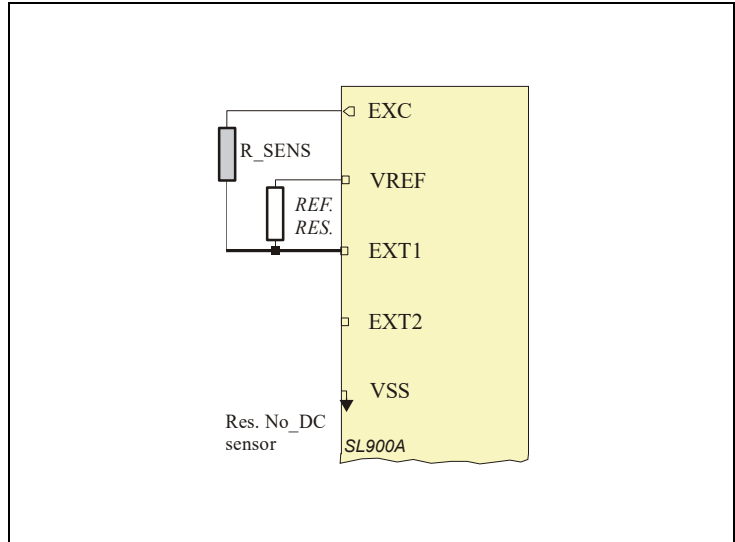 EXC
R_SENS
VREF
REF.
RES.
EXT1
EXT2
VSS
Res. No_DC
sensor
SL900A